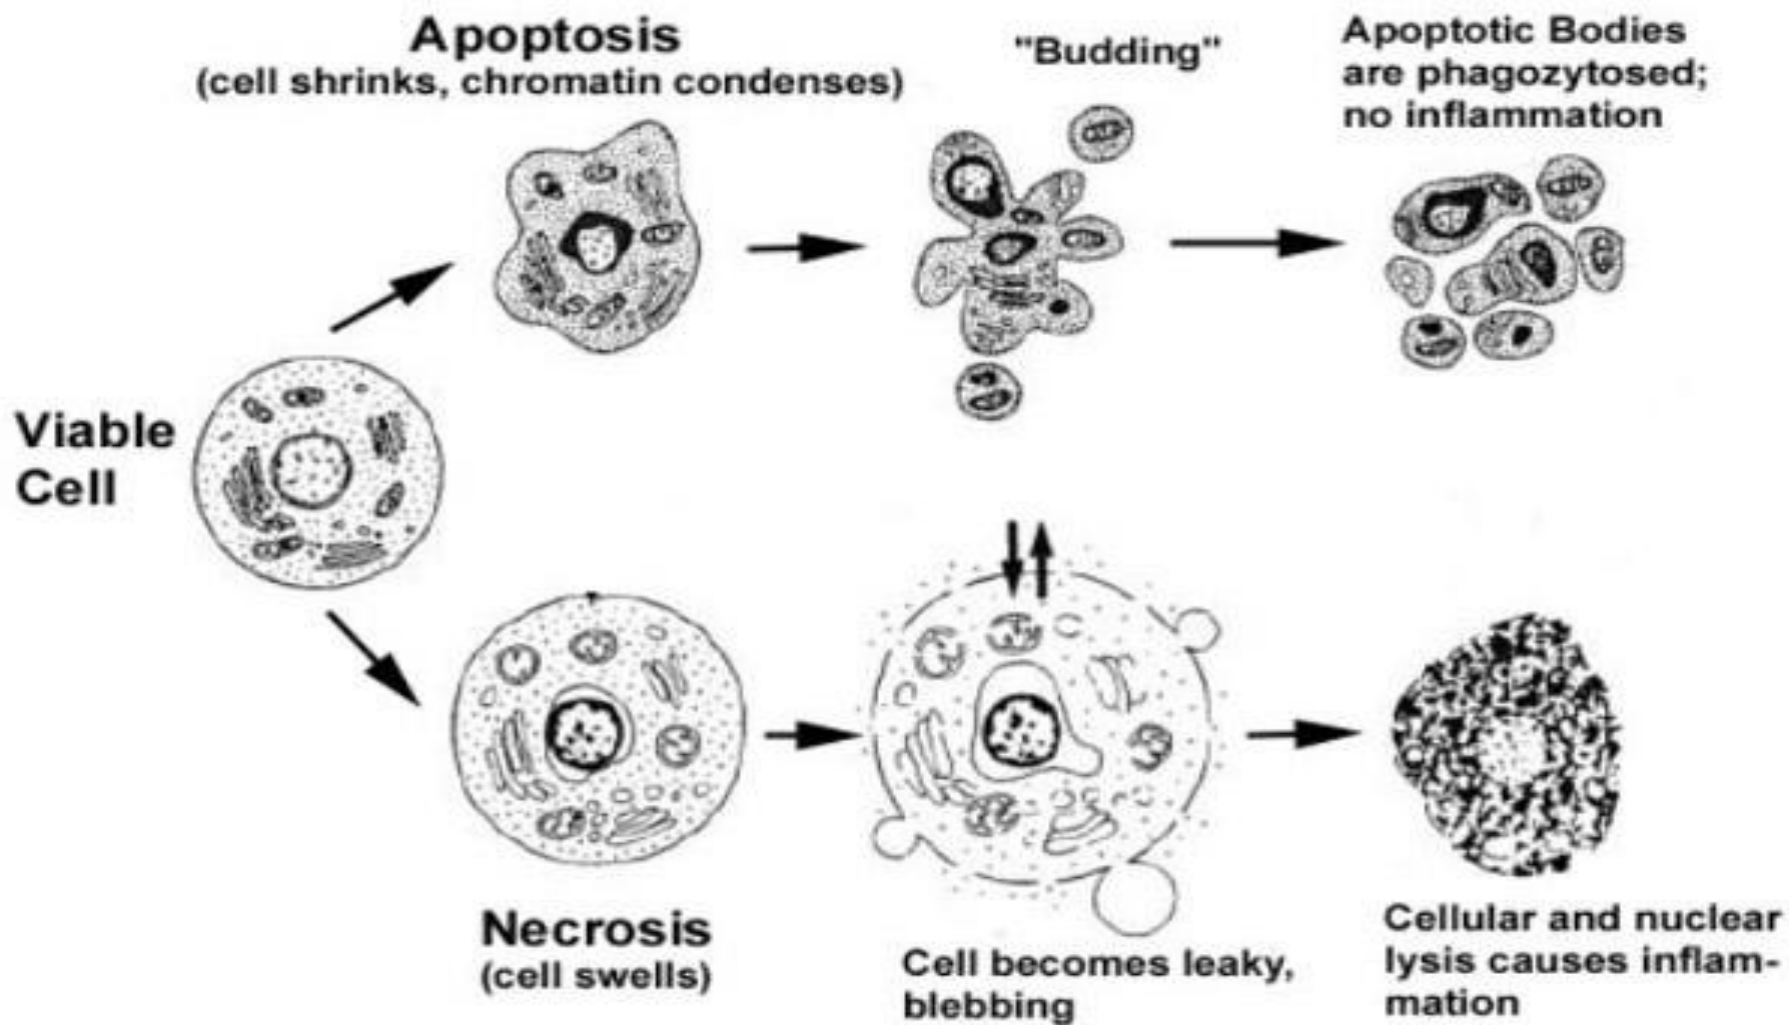 Apoptosis
(cell shrinks, chromatin condenses)
"Budding"
Apoptotic Bodies
are phagozytosed;
no inflammation
Viable
Cell
Necrosis
(cell swells)
Cell becomes leaky,
blebbing
Cellular and nuclear
lysis causes inflam-
mation